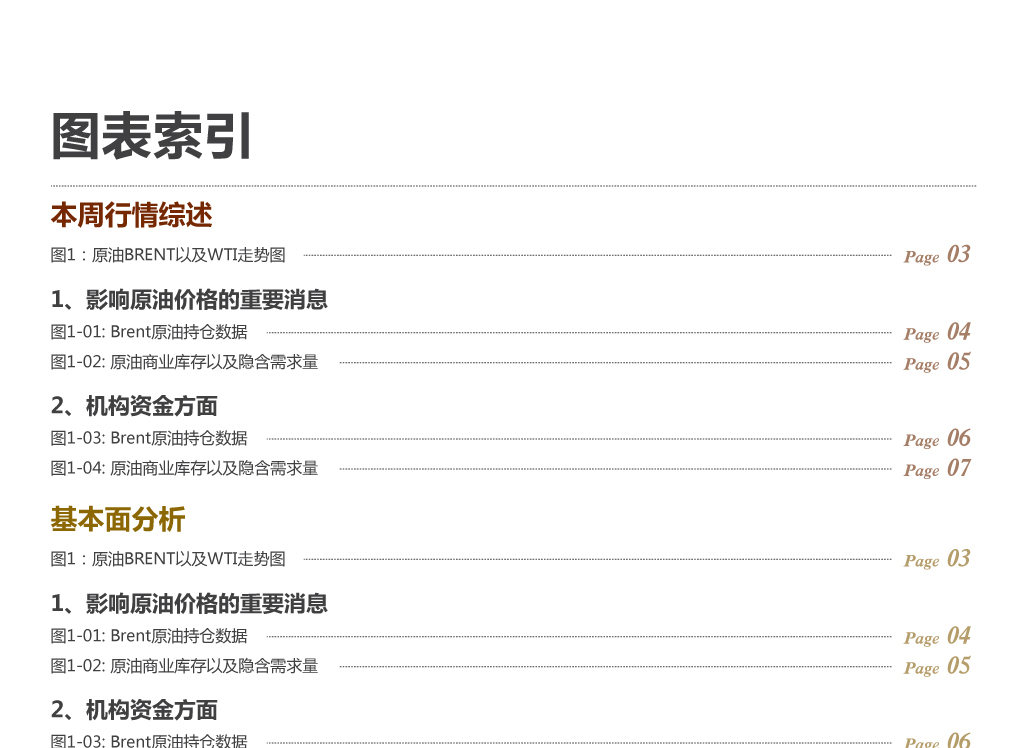 图表索引
本周行情综述
图1：原油BRENT以及WTI走势图 Page 03
1、影响原油价格的重要消息
图1-01: Brent原油持仓数据 Page 04
图1-02: 原油商业库存以及隐含需求量 Page 05
2、机构资金方面
图1-03: Brent原油持仓数据 Page 06
图1-04: 原油商业库存以及隐含需求量 Page 07
基本面分析
图1：原油BRENT以及WTI走势图 Page 03
1、影响原油价格的重要消息
图1-01: Brent原油持仓数据 Page 04
图1-02: 原油商业库存以及隐含需求量 Page 05
2、机构资金方面
图1-03: Brent原油持仓数据 Page 06